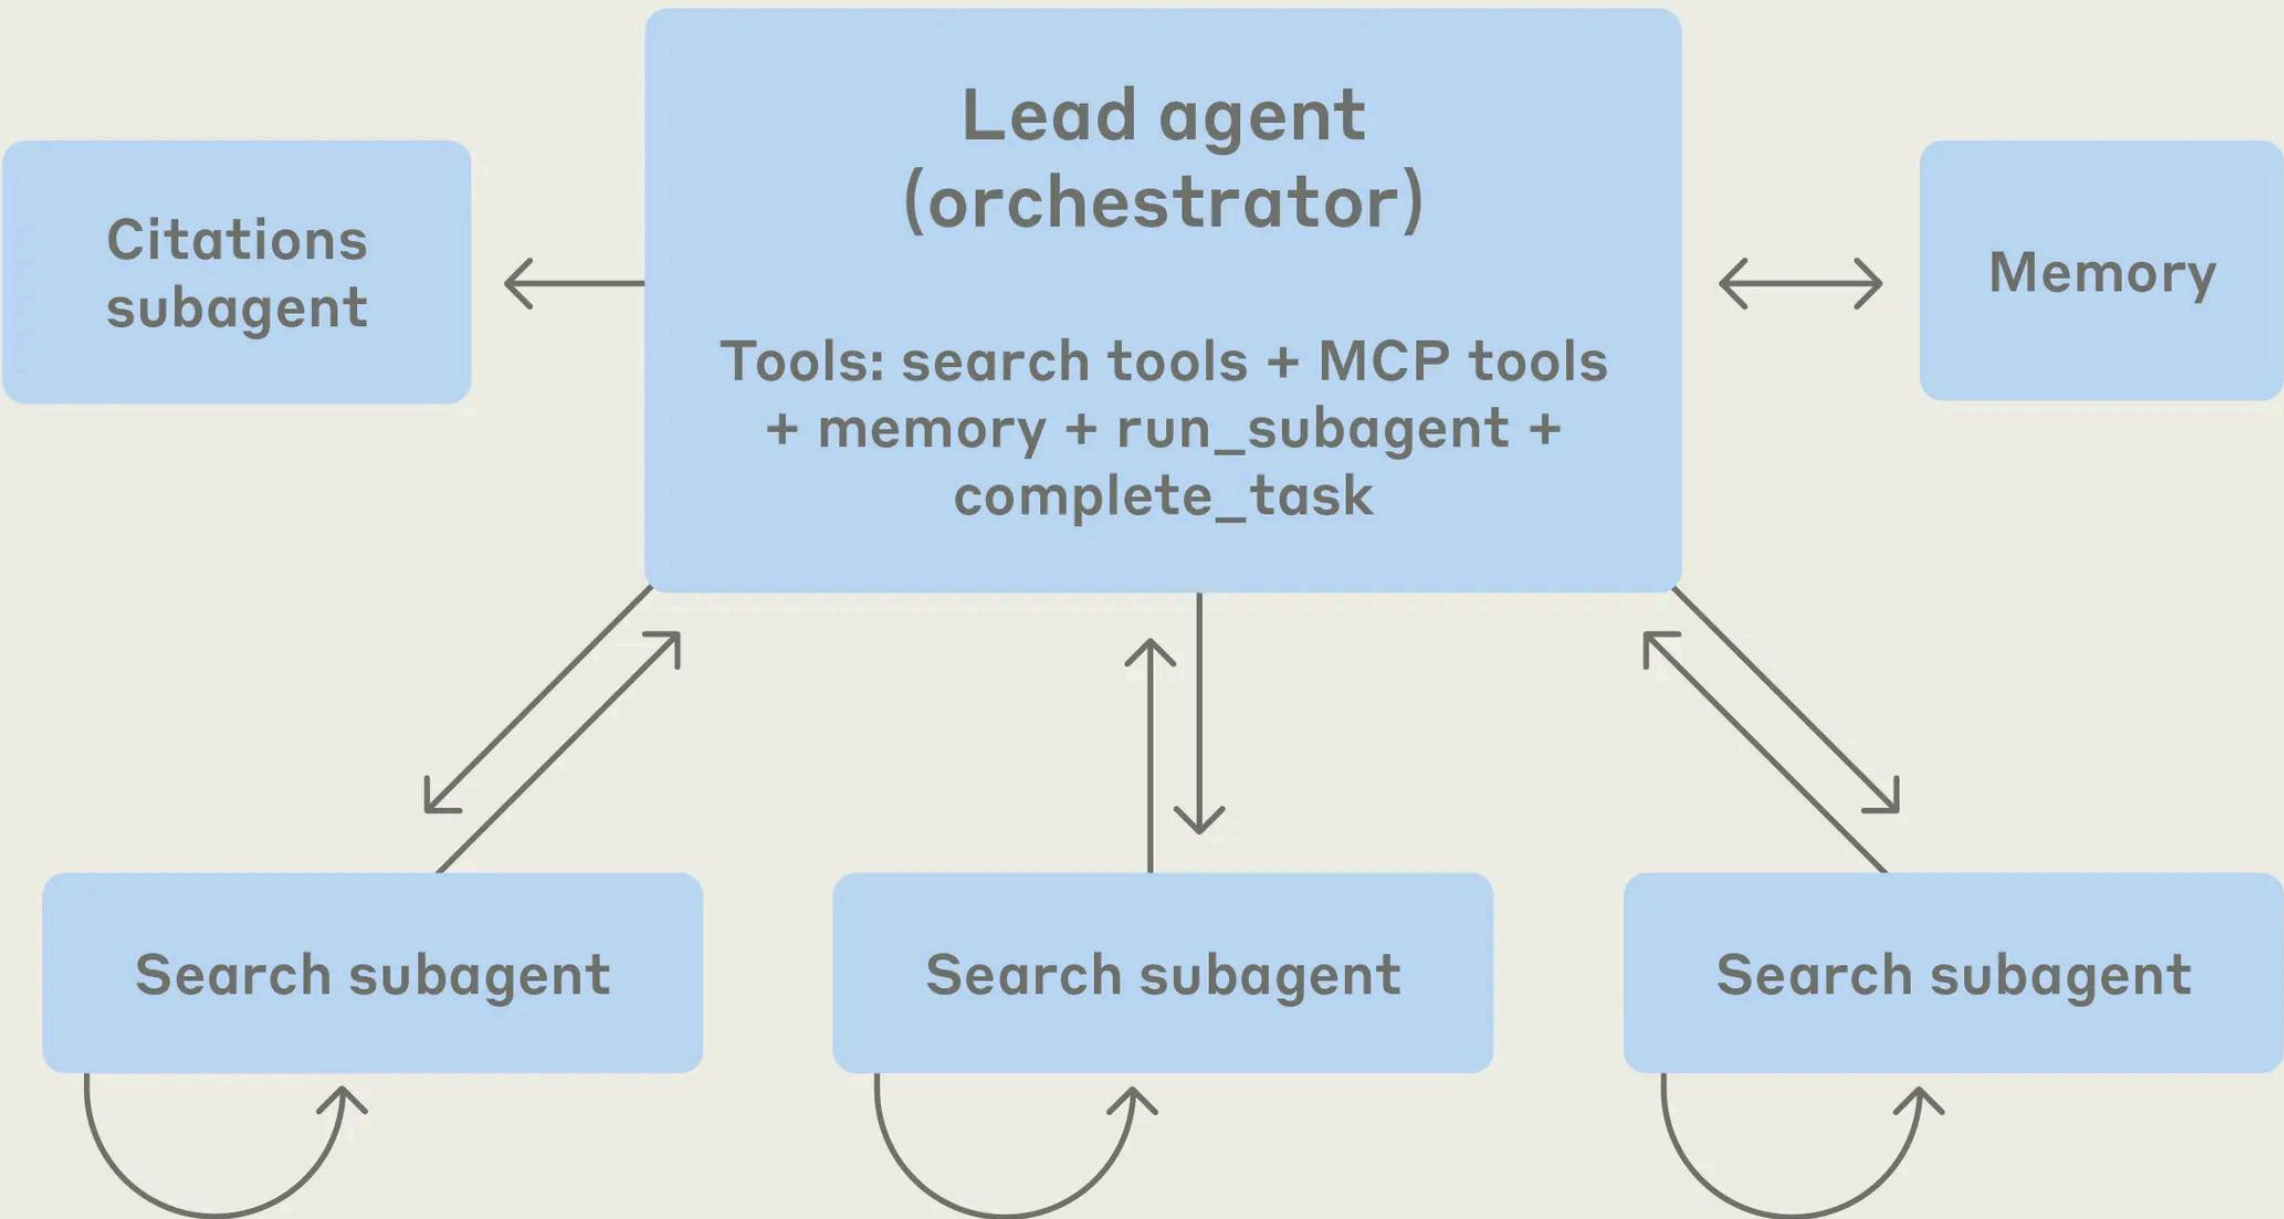 Lead agent
(orchestrator)
Tools: search tools + MCP tools
+ memory + run_subagent +
complete_task
Citations
subagent
Memory
Search subagent
Search subagent
Search subagent